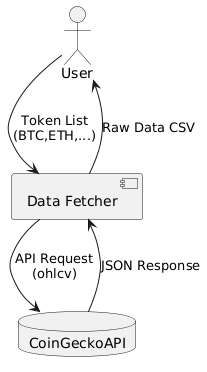 User
Token List
(BTC,ETH,...)
Raw Data CSV
Data Fetcher
API Request
(ohlcv)
JSON Response
CoinGeckoAPI